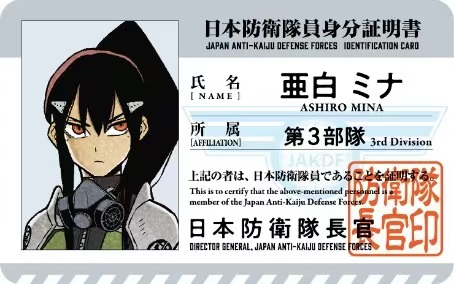 日本防衛隊員身分証明書
JAPAN ANTI-KAIJU DEFENSE FORCES IDENTIFICATION CARD
氏 名 亜白 ミナ
[NAME] ASHIRO MINA
所 属 第3部隊 3rd Division
[AFFILIATION]
JAKDF
上記の者は、日本防衛隊員であることを証明する。
This is to certify that the above-mentioned personnel is a
member of the Japan Anti-Kaiju Defense Forces.
日本防衛隊長官
DIRECTOR GENERAL, JAPAN ANTI-KAIJU DEFENSE FORCES
防衛隊
長官印